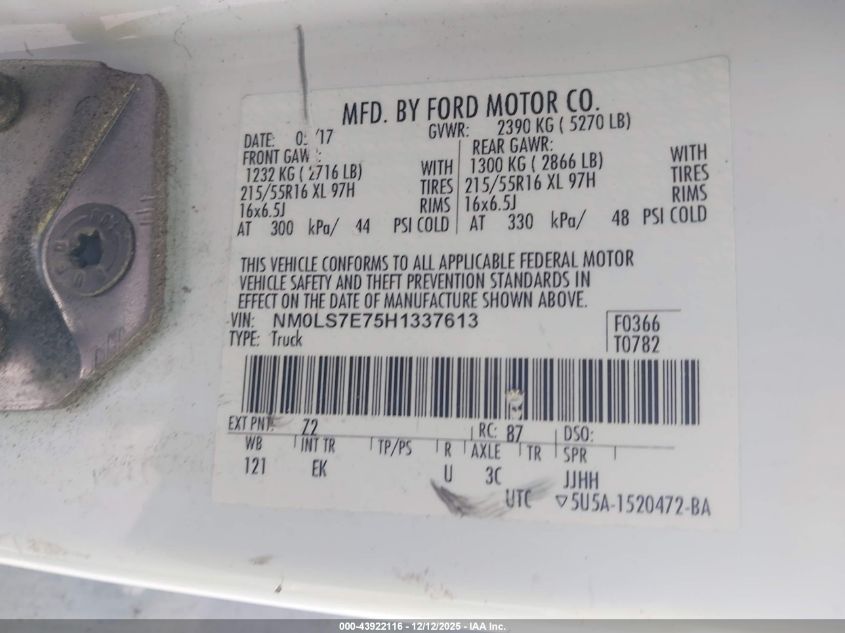 MFD. BY FORD MOTOR CO.
DATE: 0 /17
GVWR: 2390 KG ( 5270 LB)
FRONT GAW :
1232 KG ( 2716 LB) WITH
215/55R16 XL 97H TIRES
16x6.5J RIMS
AT 300 kPa/ 44 PSI COLD
REAR GAWR:
1300 KG ( 2866 LB) WITH
215/55R16 XL 97H TIRES
16x6.5J RIMS
AT 330 kPa/ 48 PSI COLD
THIS VEHICLE CONFORMS TO ALL APPLICABLE FEDERAL MOTOR
VEHICLE SAFETY AND THEFT PREVENTION STANDARDS IN
EFFECT ON THE DATE OF MANUFACTURE SHOWN ABOVE.
VIN: NM0LS7E75H1337613
TYPE: Truck
F0366
T0782
EXT PNT: Z2 RC: 87 DSO:
WB INT TR TP/PS R AXLE TR SPR
121 EK U 3C JJHH
UTC ▽5U5A-1520472-BA
000-43922116 - 12/12/2025 - IAAI.COM